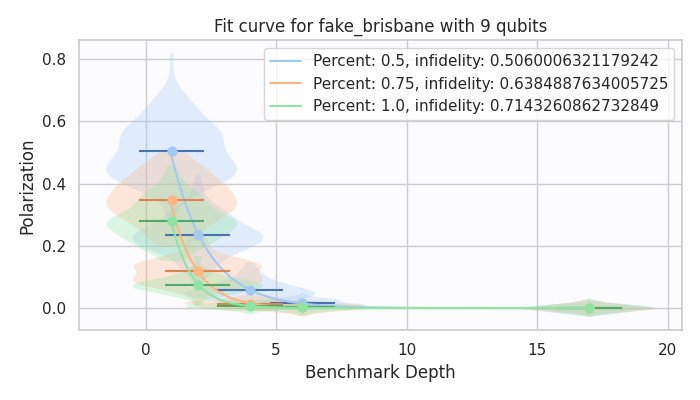 Fit curve for fake_brisbane with 9 qubits
Percent: 0.5, infidelity: 0.5060006321179242
Percent: 0.75, infidelity: 0.6384887634005725
Percent: 1.0, infidelity: 0.7143260862732849
Polarization
0.8
0.6
0.4
0.2
0.0
0 5 10 15 20
Benchmark Depth